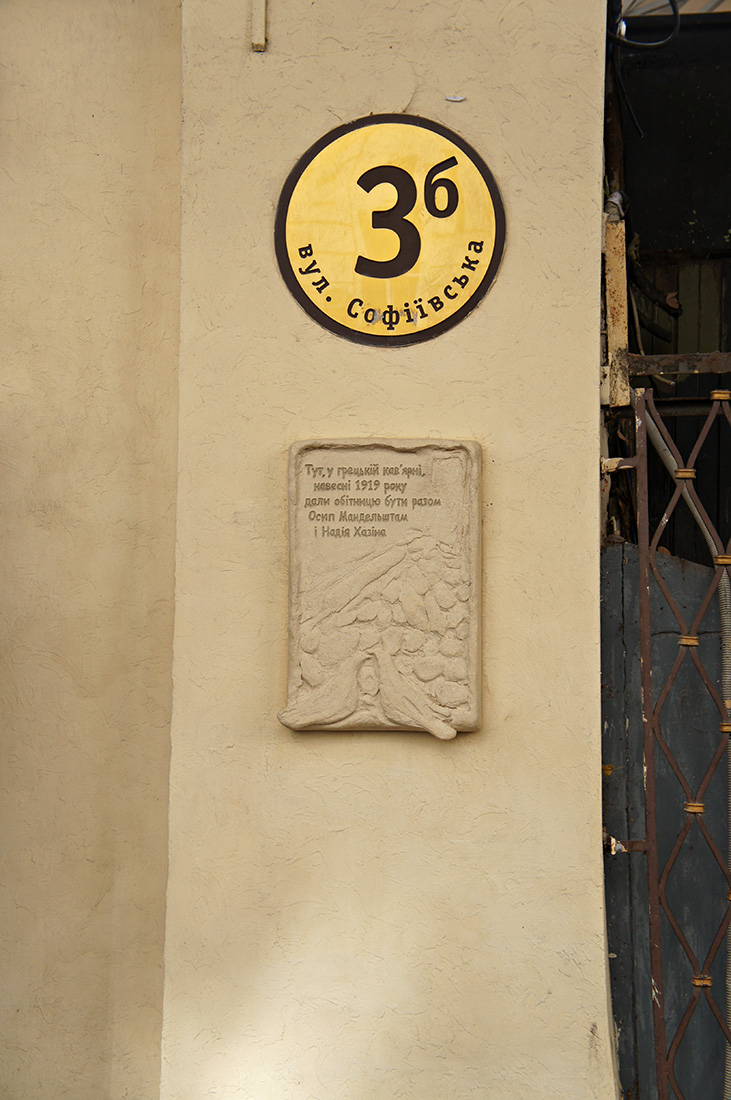 3б
вул. Софіївська
Тут, у грецькій кав'ярні,
навесні 1919 року
дали обітницю бути разом
Осип Мандельштам
і Надія Хазіна